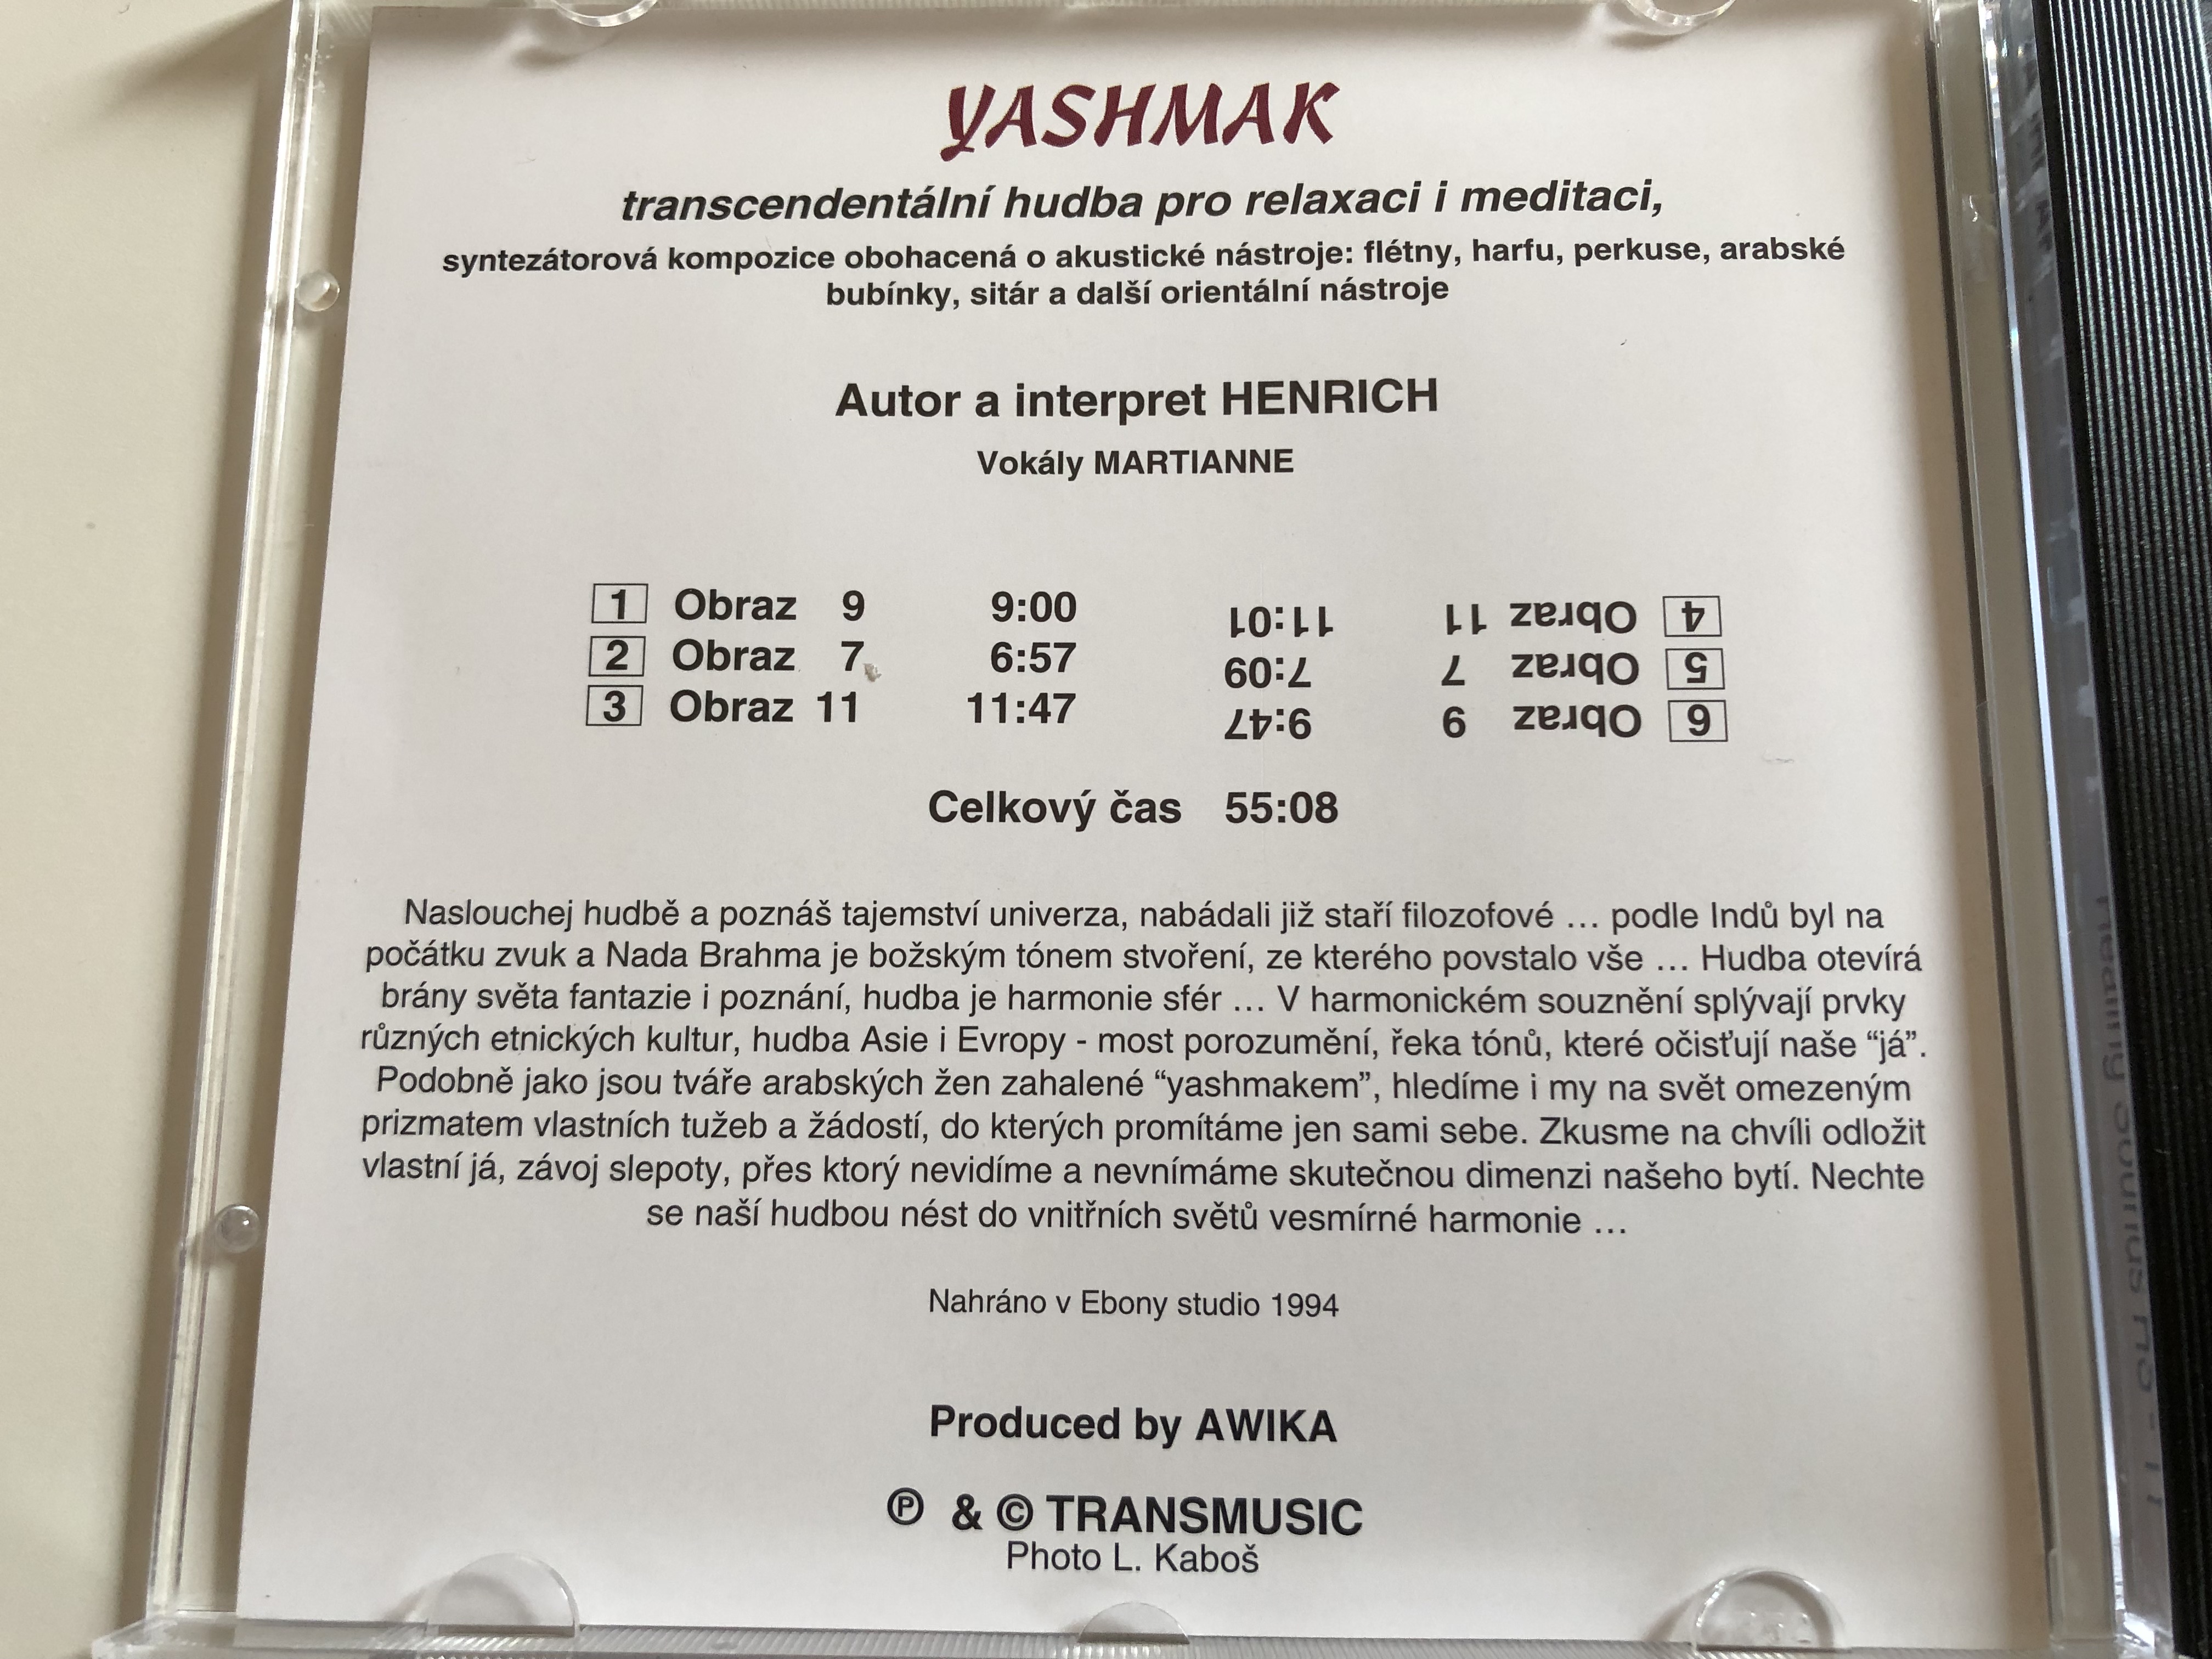 YASHMAK
transcendentální hudba pro relaxaci i meditaci,
syntezátorová kompozice obohacená o akustické nástroje: flétny, harfu, perkuse, arabské
bubínky, sitár a další orientální nástroje
Autor a interpret HENRICH
Vokály MARTIANNE
1 Obraz 9 9:00
2 Obraz 7 6:57
3 Obraz 11 11:47
4 Obraz 11 11:01
5 Obraz 7 7:09
6 Obraz 9 9:47
Celkový čas 55:08
Naslouchej hudbě a poznáš tajemství univerza, nabádali již staří filozofové … podle Indů byl na
počátku zvuk a Nada Brahma je božským tónem stvoření, ze kterého povstalo vše … Hudba otevírá
brány světa fantazie i poznání, hudba je harmonie sfér … V harmonickém souznění splývají prvky
různých etnických kultur, hudba Asie i Evropy - most porozumění, řeka tónů, které očisťují naše “já”.
Podobně jako jsou tváře arabských žen zahalené “yashmakem”, hledíme i my na svět omezeným
prizmatem vlastních tužeb a žádostí, do kterých promítáme jen sami sebe. Zkusme na chvíli odložit
vlastní já, závoj slepoty, přes ktorý nevidíme a nevnímáme skutečnou dimenzi našeho bytí. Nechte
se naší hudbou nést do vnitřních světů vesmírné harmonie …
Nahráno v Ebony studio 1994
Produced by AWIKA
℗ & © TRANSMUSIC
Photo L. Kaboš